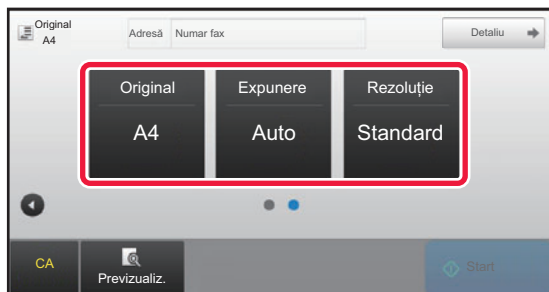 Original
A4
Adresă Numar fax
Detaliu
Original Expunere Rezoluție
A4 Auto Standard
CA
Previzualiz.
Start